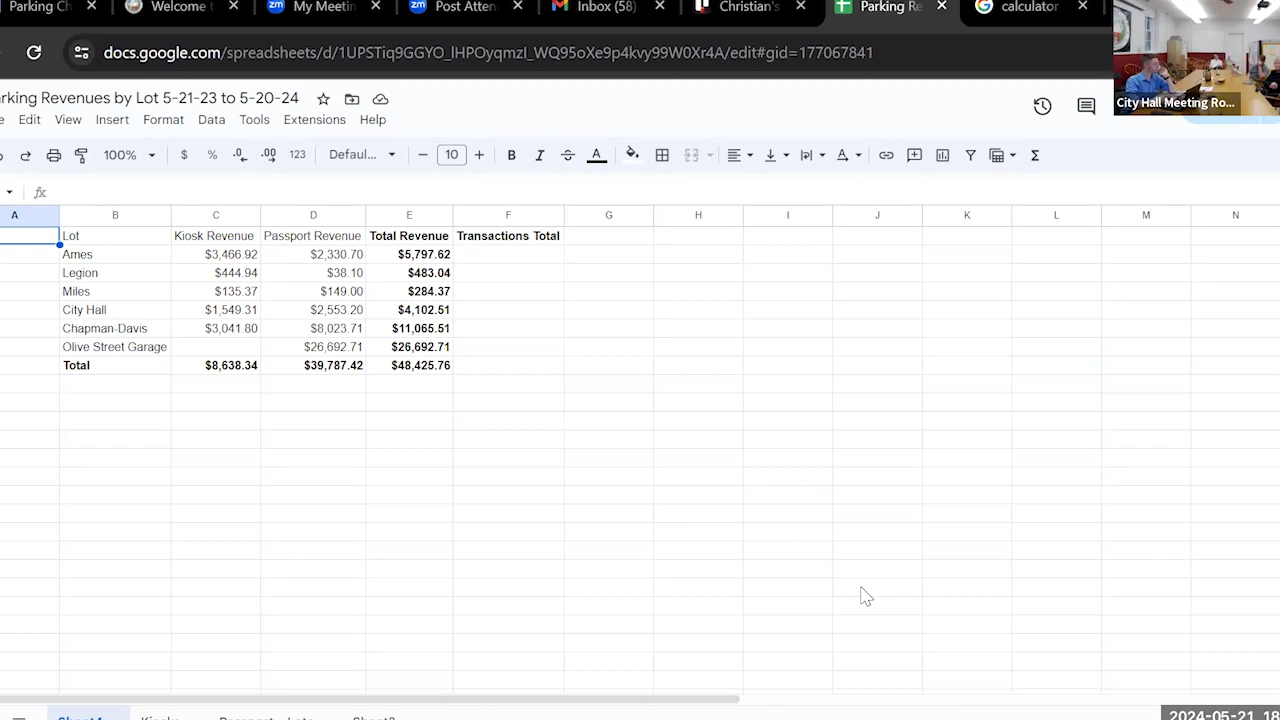 Parking Ch
Welcome t
My Meetin
Post Atten
Inbox (58)
Christian's
Parking Re
calculator
docs.google.com/spreadsheets/d/1UPSTiq9GGYO_lHPOyqmzI_WQ95oXe9p4kvy99W0Xr4A/edit#gid=177067841
City Hall Meeting Ro...
arking Revenues by Lot 5-21-23 to 5-20-24
Edit View Insert Format Data Tools Extensions Help
100% $ % .0 .00 123 Defaul... 10 B I S A Σ
fx
A B C D E F G H I J K L M N
Lot Kiosk Revenue Passport Revenue Total Revenue Transactions Total
Ames $3,466.92 $2,330.70 $5,797.62
Legion $444.94 $38.10 $483.04
Miles $135.37 $149.00 $284.37
City Hall $1,549.31 $2,553.20 $4,102.51
Chapman-Davis $3,041.80 $8,023.71 $11,065.51
Olive Street Garage $26,692.71 $26,692.71
Total $8,638.34 $39,787.42 $48,425.76